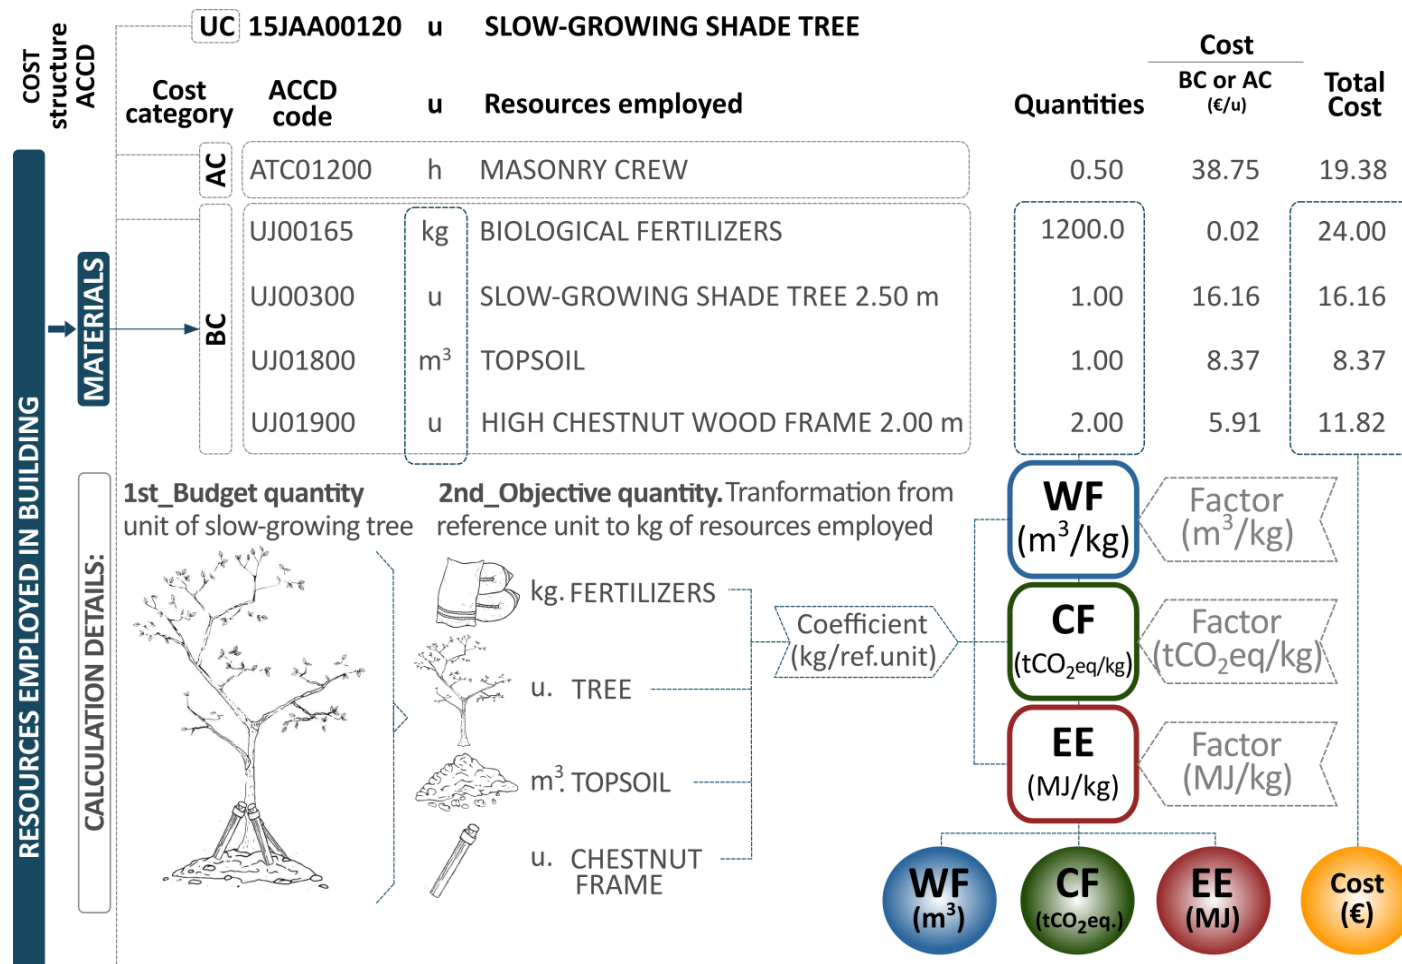 UC 15JAA00120 u SLOW-GROWING SHADE TREE
COST
structure
ACCD
Cost
category
ACCD
code
u
Resources employed
Quantities
Cost
BC or AC
(€/u)
Total
Cost
AC
ATC01200 h MASONRY CREW 0.50 38.75 19.38
BC
UJ00165 kg BIOLOGICAL FERTILIZERS 1200.0 0.02 24.00
UJ00300 u SLOW-GROWING SHADE TREE 2.50 m 1.00 16.16 16.16
UJ01800 m³ TOPSOIL 1.00 8.37 8.37
UJ01900 u HIGH CHESTNUT WOOD FRAME 2.00 m 2.00 5.91 11.82
RESOURCES EMPLOYED IN BUILDING
MATERIALS
CALCULATION DETAILS:
1st_Budget quantity
unit of slow-growing tree
2nd_Objective quantity. Tranformation from
reference unit to kg of resources employed
kg. FERTILIZERS
u. TREE
m³. TOPSOIL
u. CHESTNUT
FRAME
Coefficient
(kg/ref.unit)
WF
(m³/kg)
Factor
(m³/kg)
CF
(tCO₂eq/kg)
Factor
(tCO₂eq/kg)
EE
(MJ/kg)
Factor
(MJ/kg)
WF
(m³)
CF
(tCO₂eq.)
EE
(MJ)
Cost
(€)